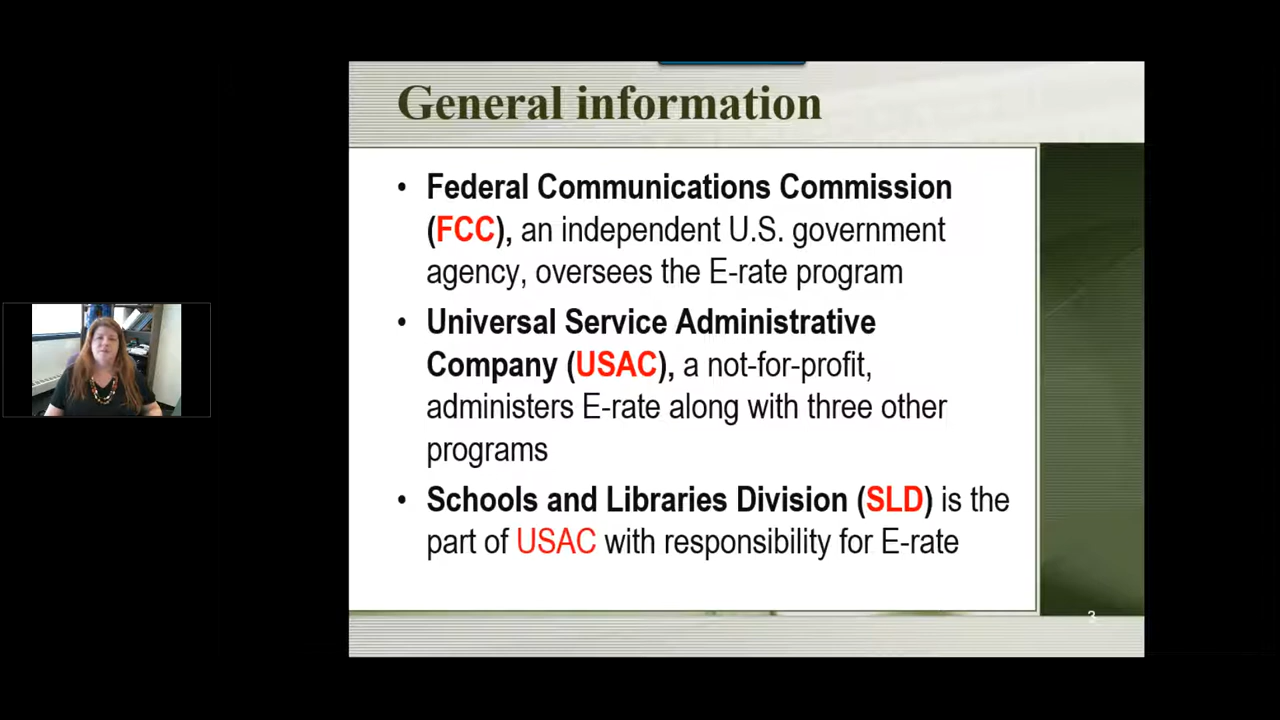 General information
• Federal Communications Commission
(FCC), an independent U.S. government
agency, oversees the E-rate program
• Universal Service Administrative
Company (USAC), a not-for-profit,
administers E-rate along with three other
programs
• Schools and Libraries Division (SLD) is the
part of USAC with responsibility for E-rate
3